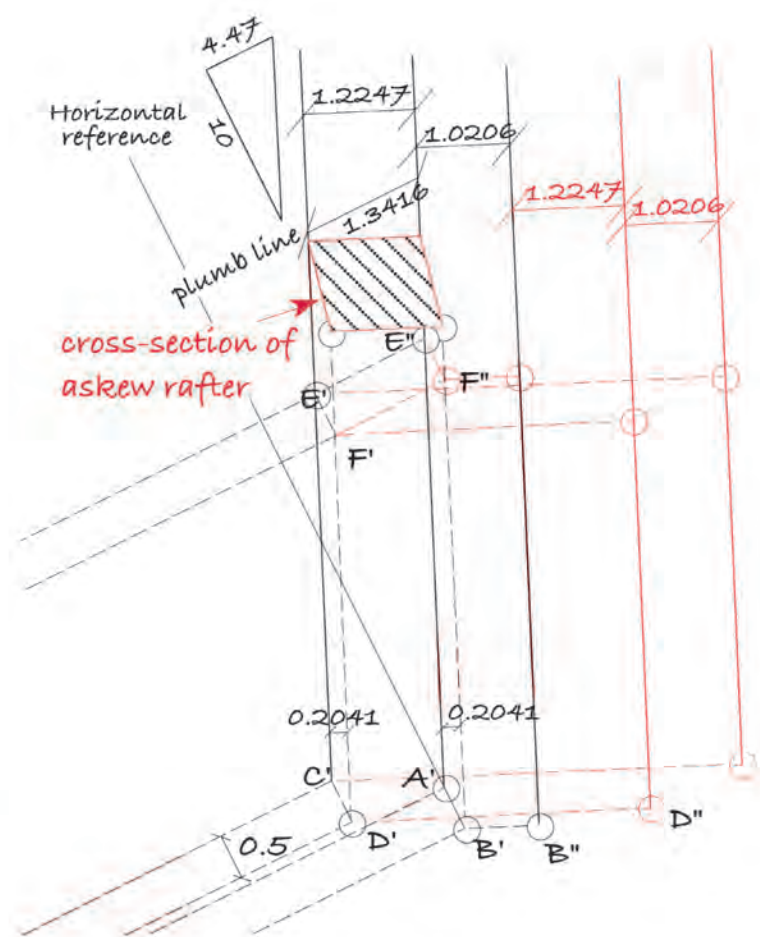 4.47
10
Horizontal
reference
1.2247
1.0206
1.2247
1.0206
1.3416
plumb line
cross-section of
askew rafter
E"
E'
F"
F'
0.2041
0.2041
C'
A'
0.5
D'
B'
B"
D"